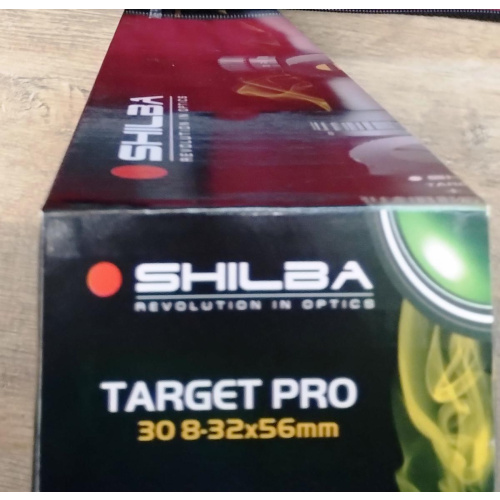 SHILBA
REVOLUTION IN OPTICS
SHILBA
REVOLUTION IN OPTICS
TARGET PRO
30 8-32x56mm